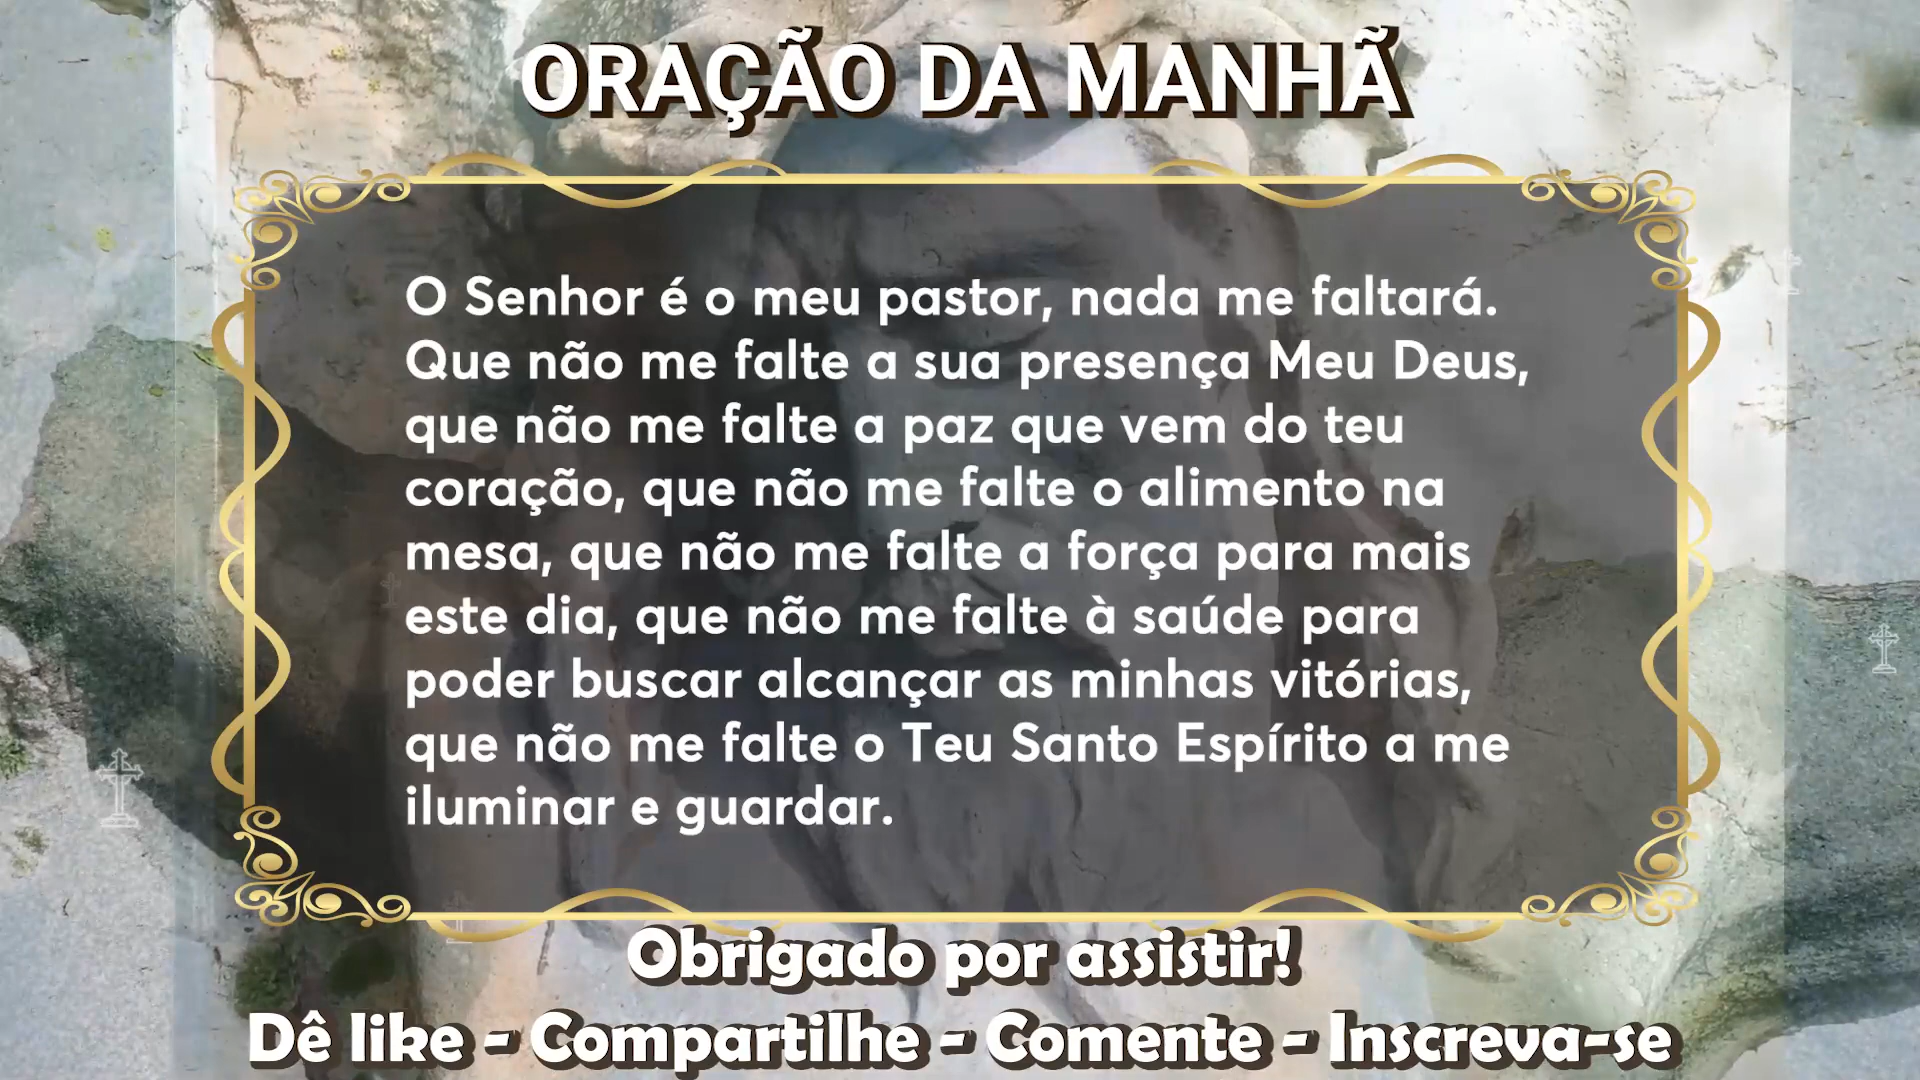 ORAÇÃO DA MANHÃ
O Senhor é o meu pastor, nada me faltará.
Que não me falte a sua presença Meu Deus,
que não me falte a paz que vem do teu
coração, que não me falte o alimento na
mesa, que não me falte a força para mais
este dia, que não me falte à saúde para
poder buscar alcançar as minhas vitórias,
que não me falte o Teu Santo Espírito a me
iluminar e guardar.
Obrigado por assistir!
Dê like - Compartilhe - Comente - Inscreva-se